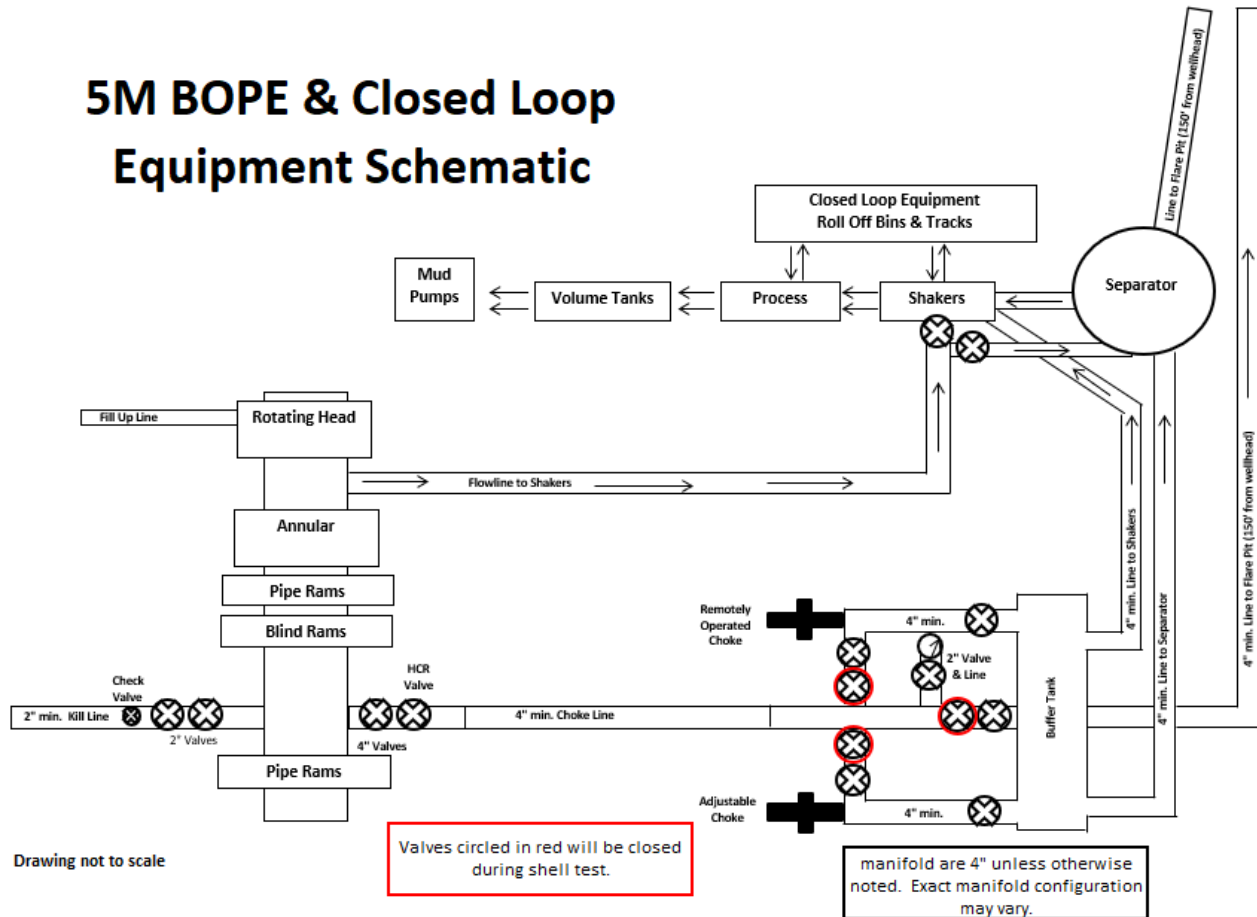 5M BOPE & Closed Loop
Equipment Schematic
Line to Flare Pit (150' from wellhead)
Closed Loop Equipment
Roll Off Bins & Tracks
Mud
Pumps
Volume Tanks
Process
Shakers
Separator
Fill Up Line
Rotating Head
Flowline to Shakers
Annular
Pipe Rams
Blind Rams
Check
Valve
2" min. Kill Line
2" Valves
HCR
Valve
4" Valves
4" min. Choke Line
Pipe Rams
Remotely
Operated
Choke
4" min.
2" Valve
& Line
Adjustable
Choke
4" min.
Buffer Tank
4" min. Line to Shakers
4" min. Line to Separator
4" min. Line to Flare Pit (150' from wellhead)
Drawing not to scale
Valves circled in red will be closed
during shell test.
manifold are 4" unless otherwise
noted. Exact manifold configuration
may vary.